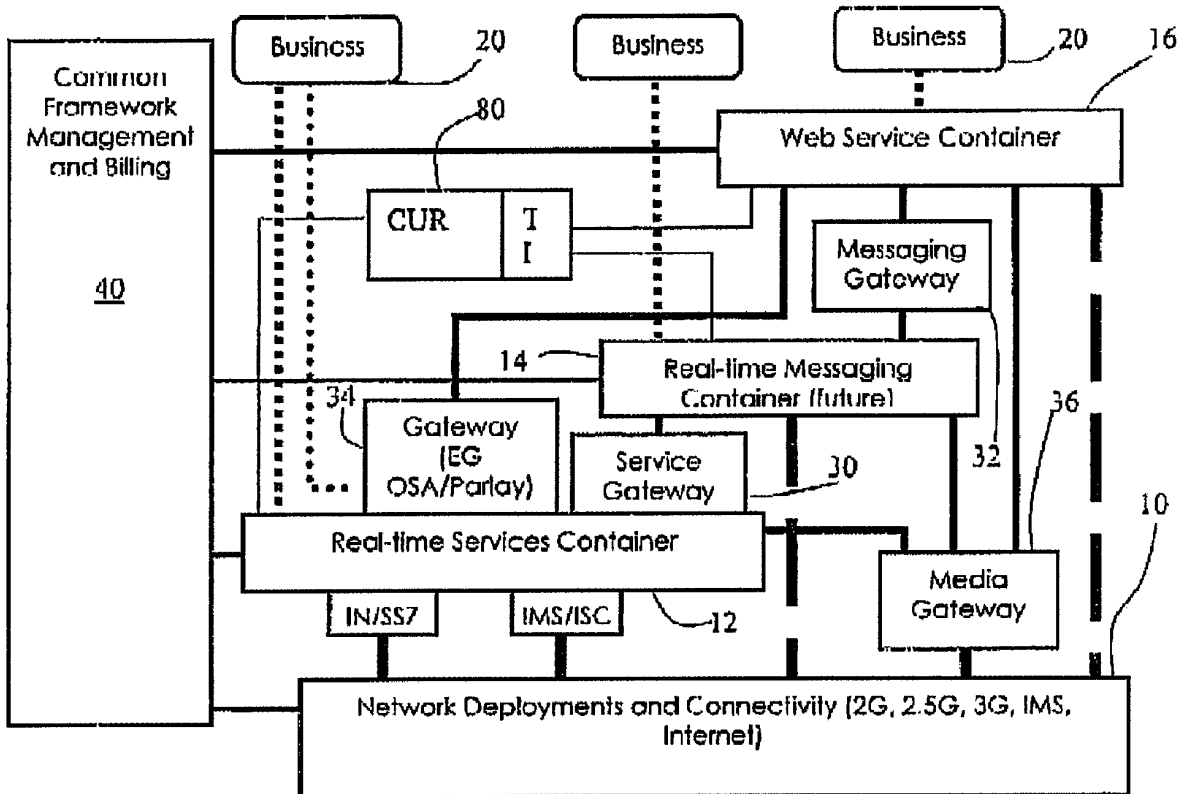 Business
20
Business
Business
20
16
Common
Framework
Management
and Billing
40
80
Web Service Container
CUR
T
I
Messaging
Gateway
14
Real-time Messaging
Container (future)
34
36
Gateway
(EG
OSA/Parlay)
Service
Gateway
30
32
10
Real-time Services Container
Media
Gateway
IN/SS7
IMS/ISC
12
Network Deployments and Connectivity (2G, 2.5G, 3G, IMS,
Internet)